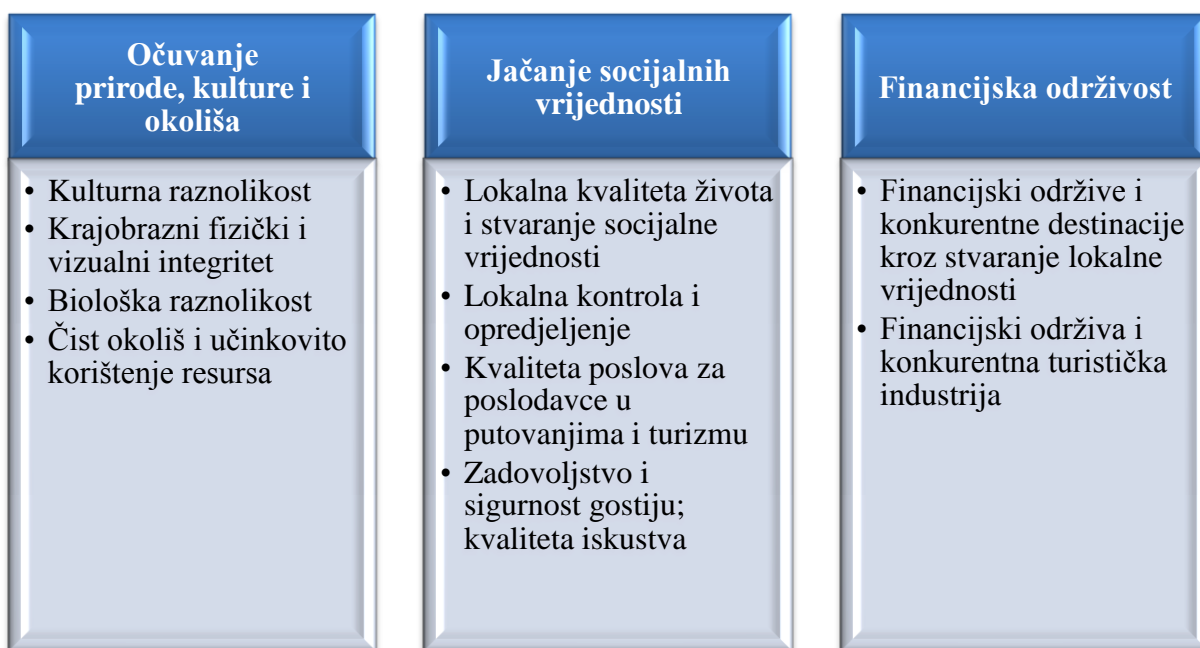 Očuvanje
prirode, kulture i
okoliša
• Kulturna raznolikost
• Krajobrazni fizički i
vizualni integritet
• Biološka raznolikost
• Čist okoliš i učinkovito
korištenje resursa
Jačanje socijalnih
vrijednosti
• Lokalna kvaliteta života
i stvaranje socijalne
vrijednosti
• Lokalna kontrola i
opredjeljenje
• Kvaliteta poslova za
poslodavce u
putovanjima i turizmu
• Zadovoljstvo i
sigurnost gostiju;
kvaliteta iskustva
Financijska održivost
• Financijski održive i
konkurentne destinacije
kroz stvaranje lokalne
vrijednosti
• Financijski održiva i
konkurentna turistička
industrija